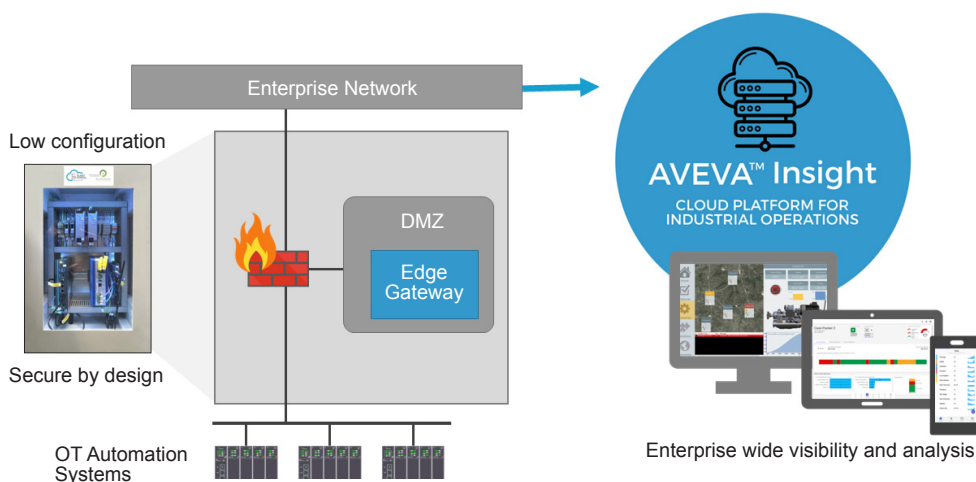 Enterprise Network
Low configuration
DMZ
Edge
Gateway
Secure by design
OT Automation
Systems
AVEVA™ Insight
CLOUD PLATFORM FOR
INDUSTRIAL OPERATIONS
Enterprise wide visibility and analysis